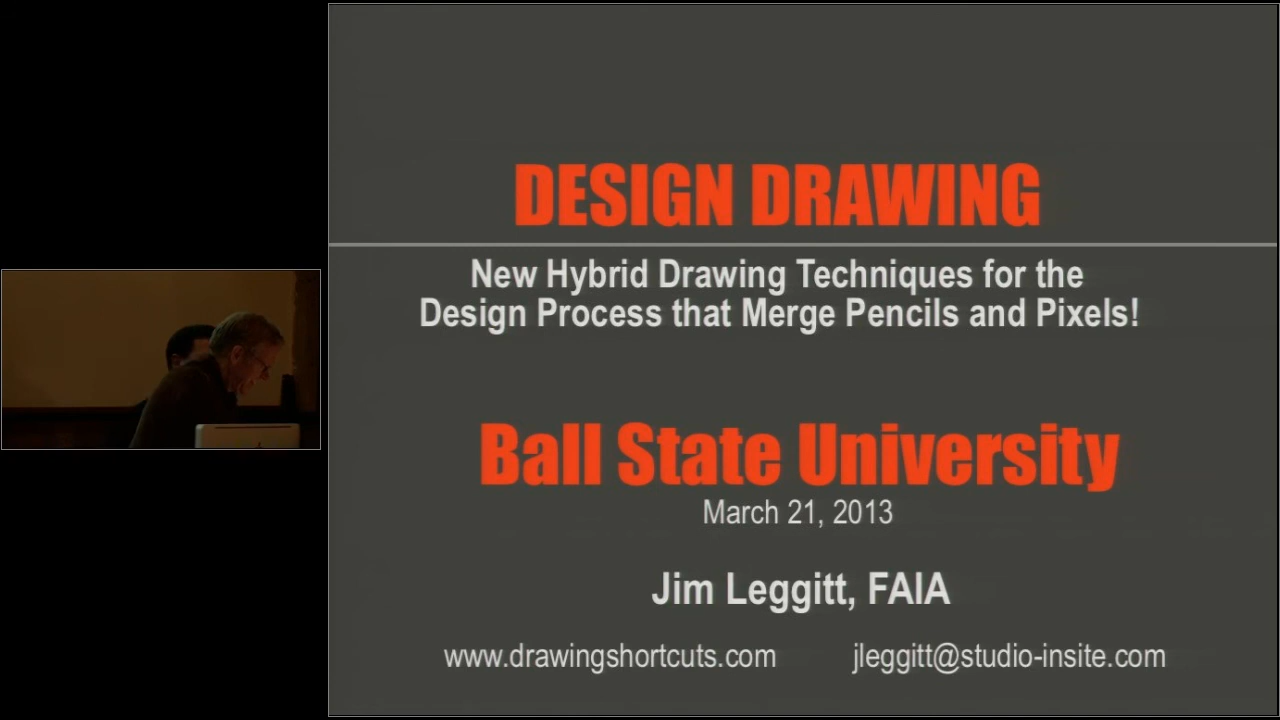 DESIGN DRAWING
New Hybrid Drawing Techniques for the
Design Process that Merge Pencils and Pixels!
Ball State University
March 21, 2013
Jim Leggitt, FAIA
www.drawingshortcuts.com
jleggitt@studio-insite.com